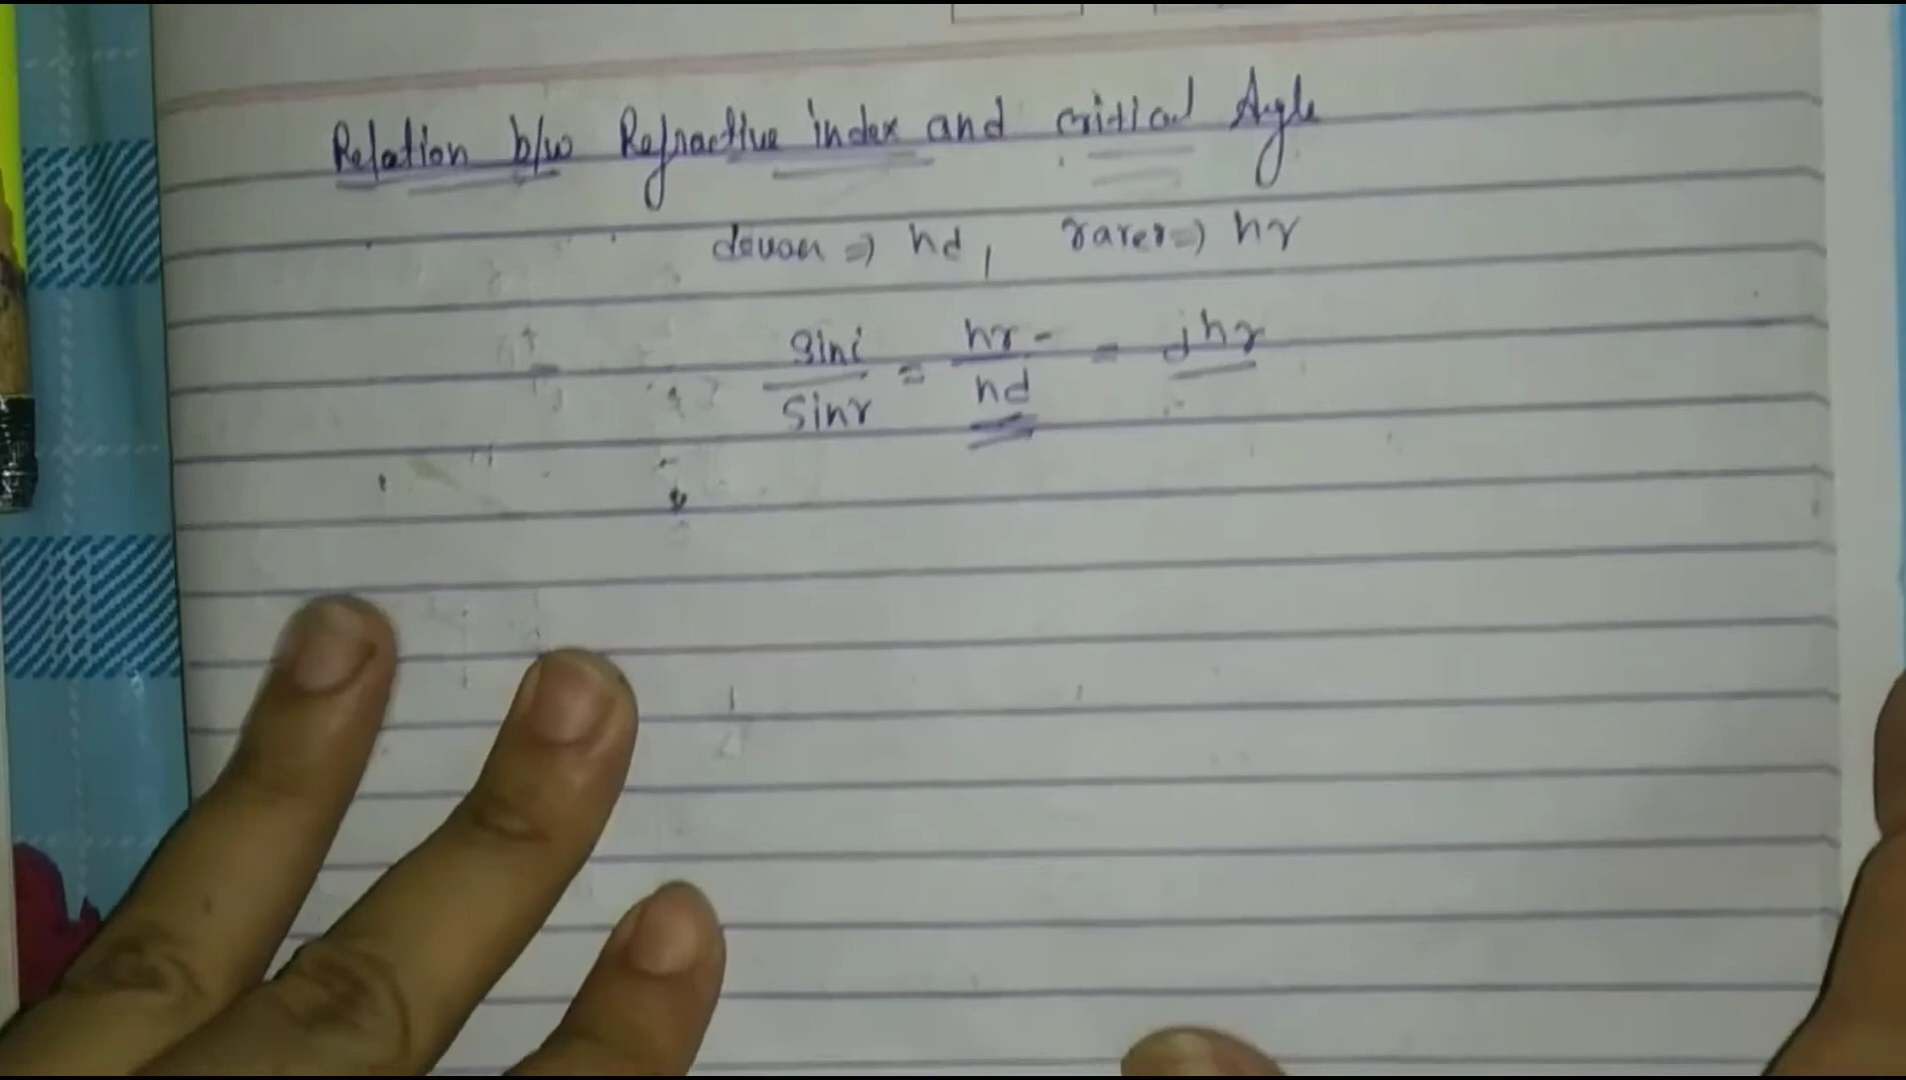 Relation b/w Refractive index and critical Angle
denser => nd, rarer => nr
sini/sinr = nr/nd = dnr